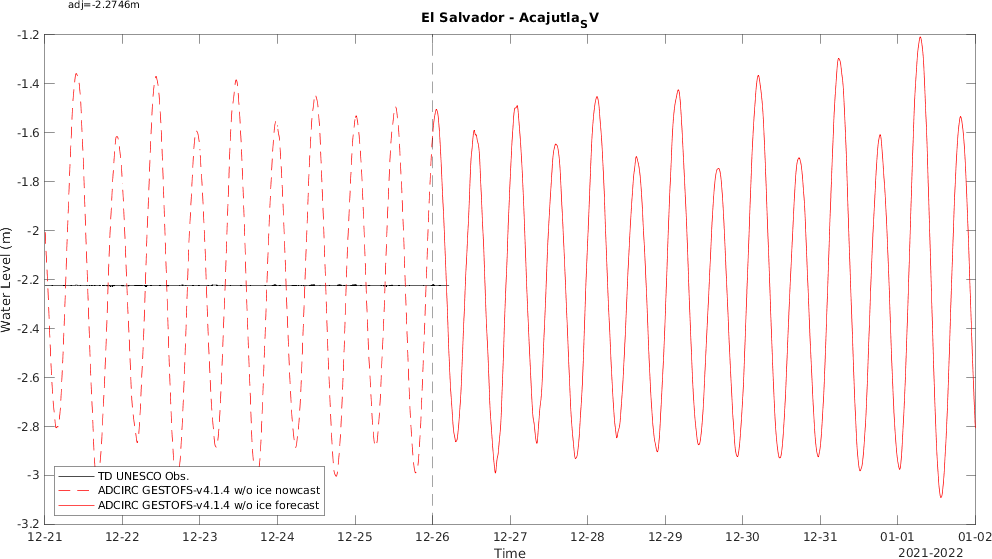 adj=-2.2746m
El Salvador - Acajutla_SV
-1.2
-1.4
-1.6
-1.8
-2
-2.2
-2.4
-2.6
-2.8
-3
-3.2
Water Level (m)
TD UNESCO Obs.
ADCIRC GESTOFS-v4.1.4 w/o ice nowcast
ADCIRC GESTOFS-v4.1.4 w/o ice forecast
12-21 12-22 12-23 12-24 12-25 12-26 12-27 12-28 12-29 12-30 12-31 01-01 01-02
Time
2021-2022